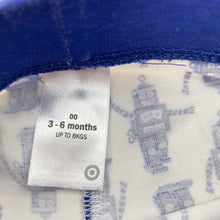 00
3 - 6 months
UP TO 8KGS